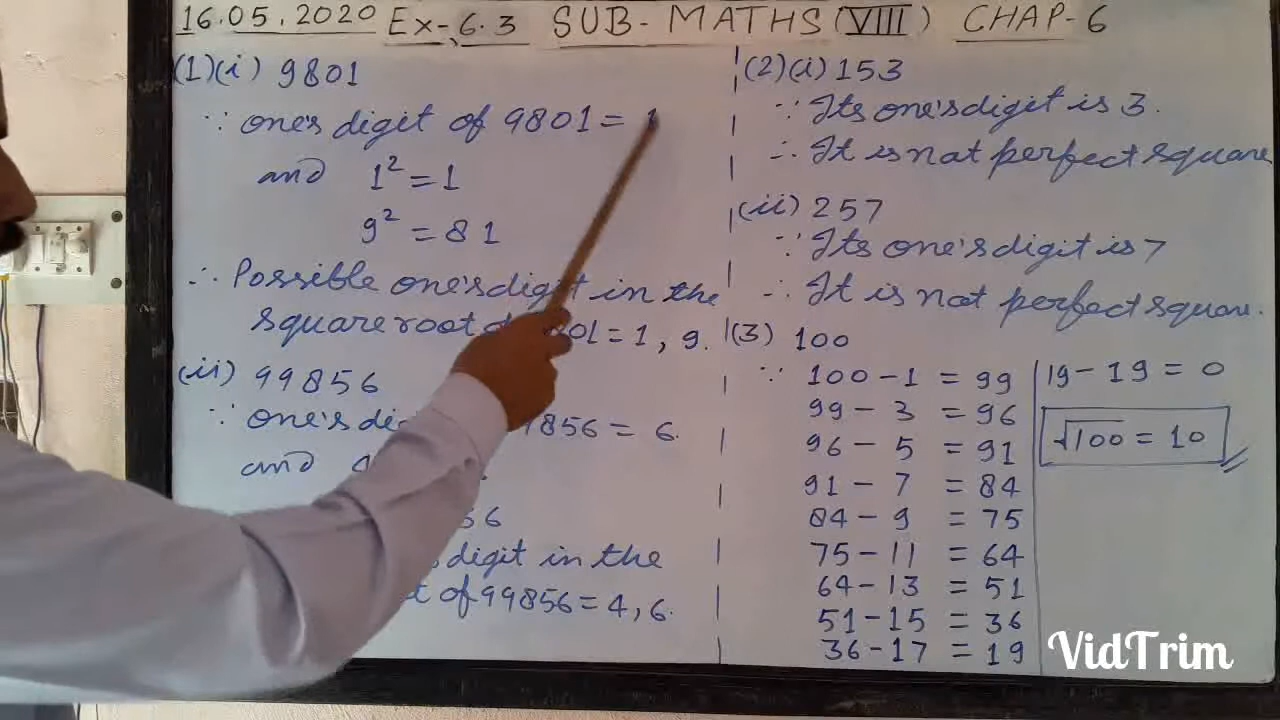 16.05.2020 Ex-6.3 SUB-MATHS (VIII) CHAP-6
(1)(i) 9801
∵ one's digit of 9801 = 1
and 1² = 1
9² = 81
∴ Possible one's digit in the
square root 9801 = 1, 9.
(ii) 99856
∵ one's 99856 = 6.
and
digit in the
of 99856 = 4, 6.
(2)(i) 153
∵ Its one's digit is 3.
∴ It is not perfect square
(ii) 257
∵ Its one's digit is 7
∴ It is not perfect square.
(3) 100
∵ 100 - 1 = 99
99 - 3 = 96
96 - 5 = 91
91 - 7 = 84
84 - 9 = 75
75 - 11 = 64
64 - 13 = 51
51 - 15 = 36
36 - 17 = 19
19 - 19 = 0
√100 = 10
VidTrim